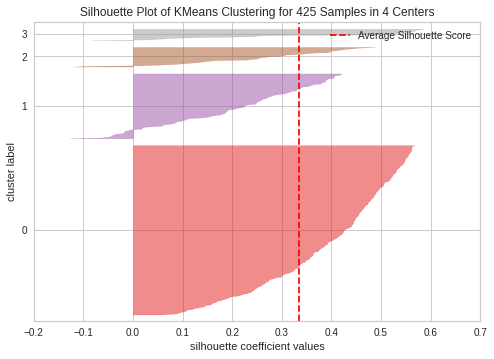 Silhouette Plot of KMeans Clustering for 425 Samples in 4 Centers
Average Silhouette Score
3
2
1
0
cluster label
−0.2 −0.1 0.0 0.1 0.2 0.3 0.4 0.5 0.6 0.7
silhouette coefficient values